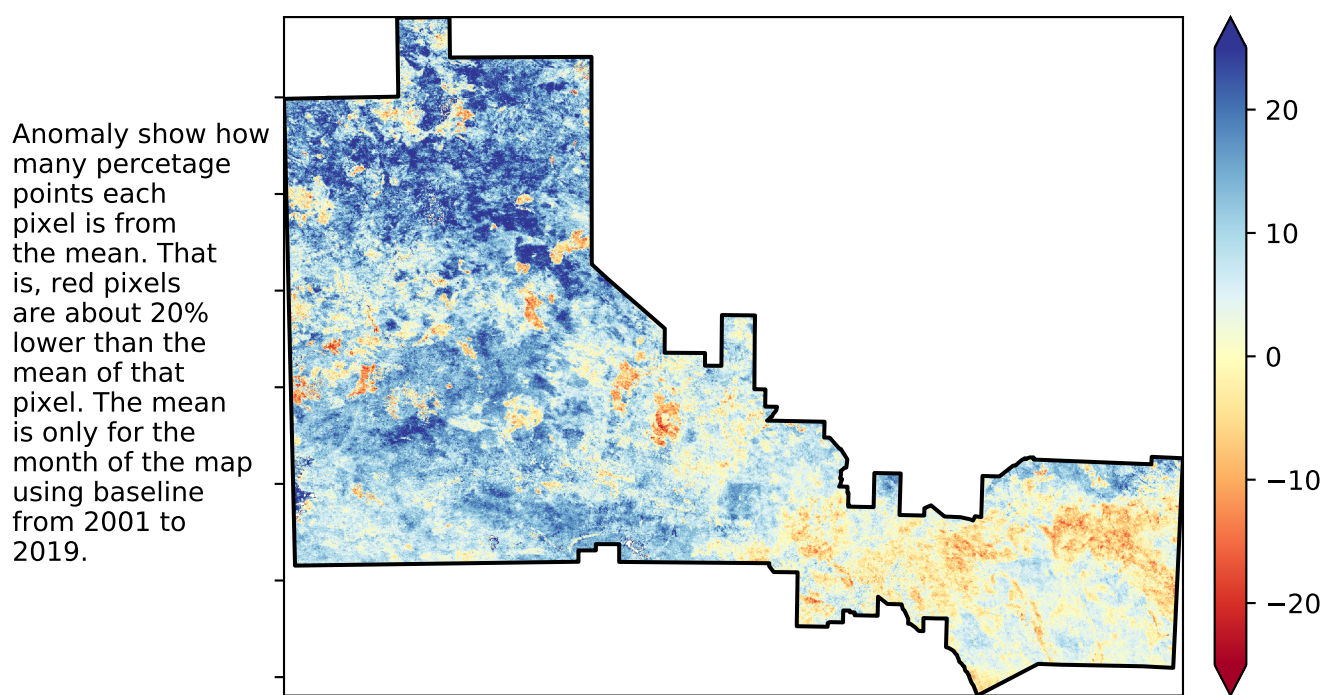 Anomaly show how
many percetage
points each
pixel is from
the mean. That
is, red pixels
are about 20%
lower than the
mean of that
pixel. The mean
is only for the
month of the map
using baseline
from 2001 to
2019.
20
10
0
−10
−20